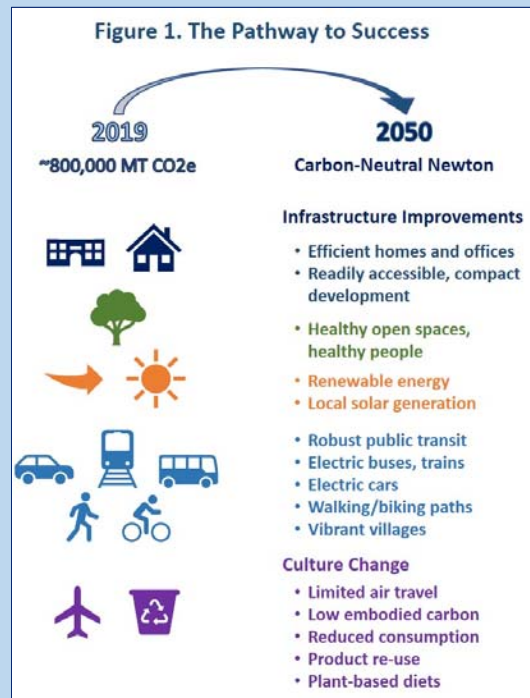 Figure 1. The Pathway to Success
2019
2050
~800,000 MT CO2e
Carbon-Neutral Newton
Infrastructure Improvements
• Efficient homes and offices
• Readily accessible, compact
development
• Healthy open spaces,
healthy people
• Renewable energy
• Local solar generation
• Robust public transit
• Electric buses, trains
• Electric cars
• Walking/biking paths
• Vibrant villages
Culture Change
• Limited air travel
• Low embodied carbon
• Reduced consumption
• Product re-use
• Plant-based diets